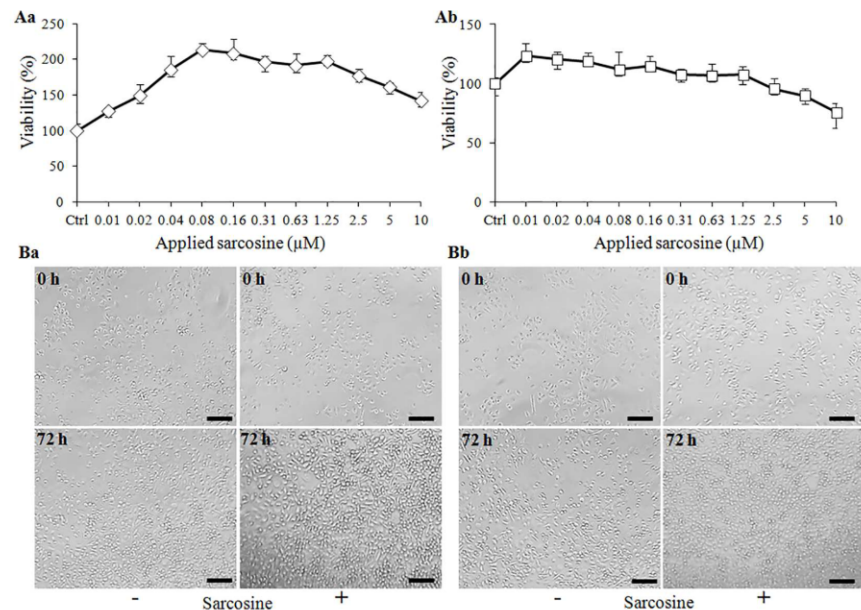 Aa
Viability (%)
250
200
150
100
50
0
Ctrl 0.01 0.02 0.04 0.08 0.16 0.31 0.63 1.25 2.5 5 10
Applied sarcosine (µM)
Ab
Viability (%)
150
100
50
0
Ctrl 0.01 0.02 0.04 0.08 0.16 0.31 0.63 1.25 2.5 5 10
Applied sarcosine (µM)
Ba
0 h
0 h
72 h
72 h
- Sarcosine +
Bb
0 h
0 h
72 h
72 h
- Sarcosine +